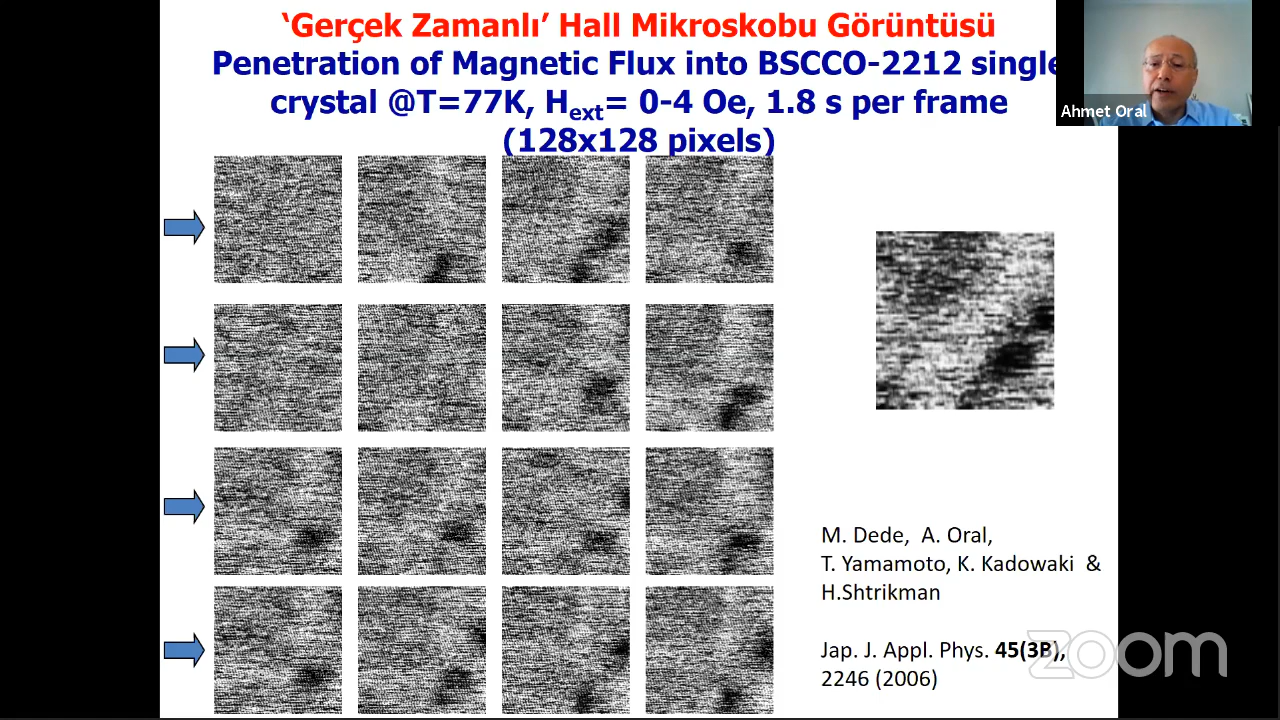 ‘Gerçek Zamanlı’ Hall Mikroskobu Görüntüsü
Penetration of Magnetic Flux into BSCCO-2212 single
crystal @T=77K, Hext= 0-4 Oe, 1.8 s per frame
(128x128 pixels)
Ahmet Oral
M. Dede, A. Oral,
T. Yamamoto, K. Kadowaki &
H.Shtrikman
Jap. J. Appl. Phys. 45(3B),
2246 (2006)
zoom